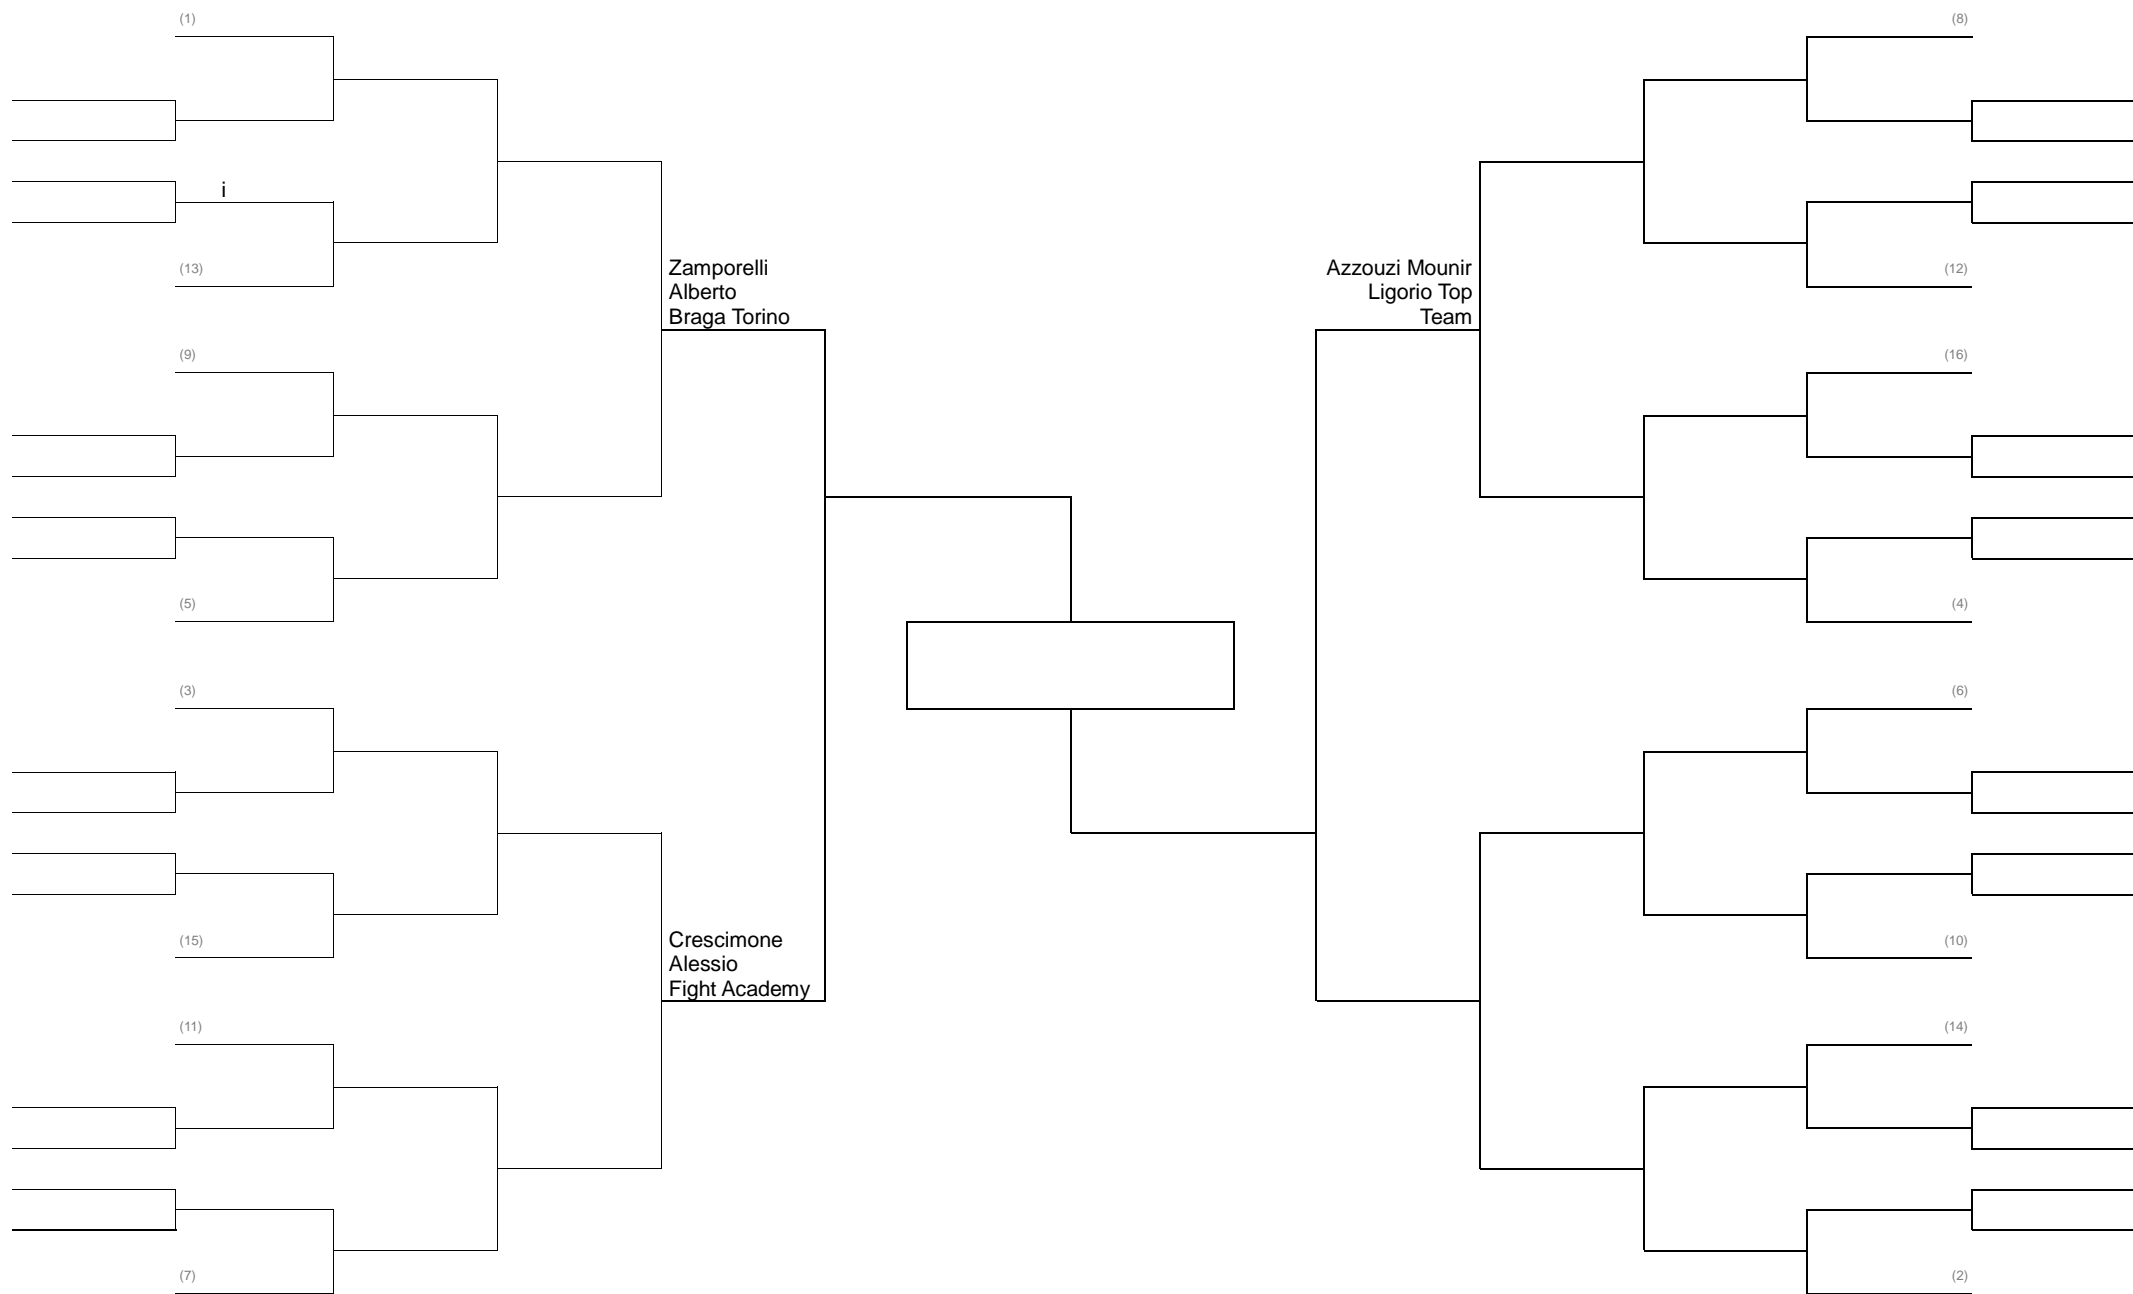 (1)
i
(13)
(9)
(5)
(3)
(15)
(11)
(7)
Zamporelli
Alberto
Braga Torino
Crescimone
Alessio
Fight Academy
Azzouzi Mounir
Ligorio Top
Team
(8)
(12)
(16)
(4)
(6)
(10)
(14)
(2)